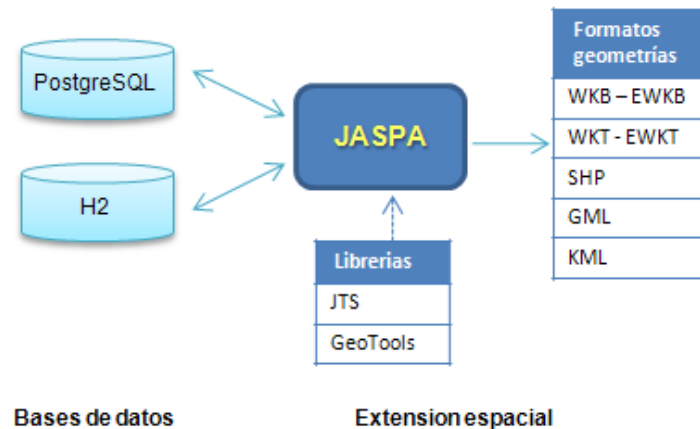 PostgreSQL
H2
JASPA
Librerias
JTS
GeoTools
Formatos
geometrías
WKB – EWKB
WKT - EWKT
SHP
GML
KML
Bases de datos
Extension espacial